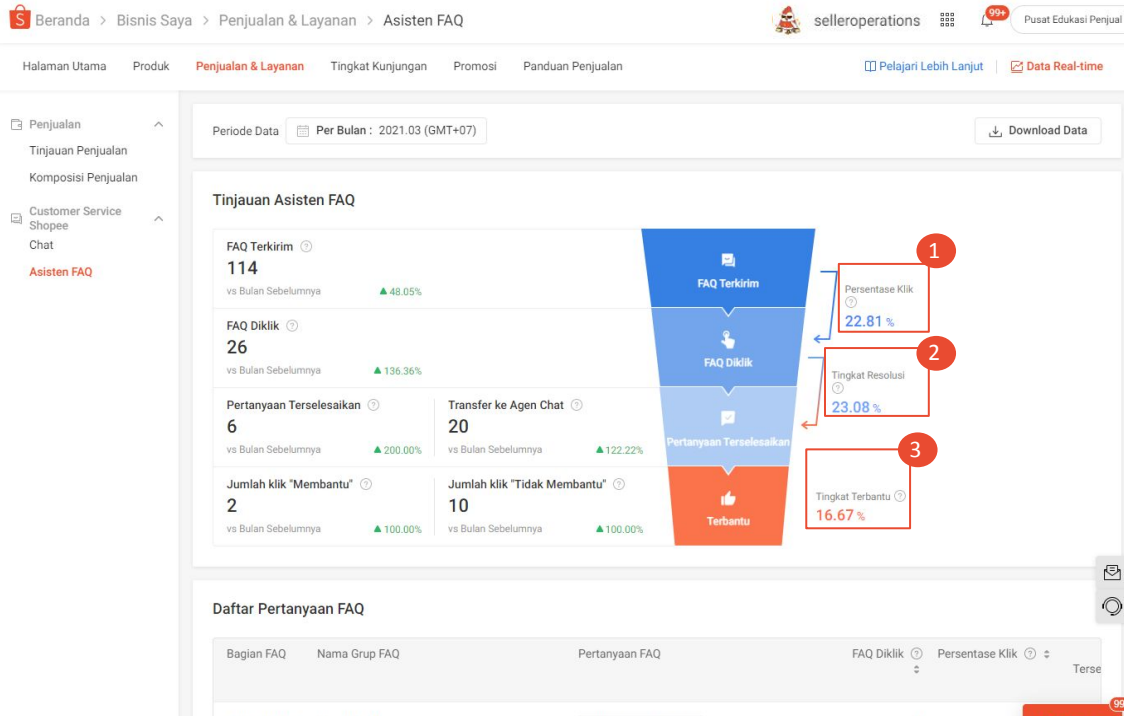 Beranda > Bisnis Saya > Penjualan & Layanan > Asisten FAQ
selleroperations
99+
Pusat Edukasi Penjual
Halaman Utama Produk Penjualan & Layanan Tingkat Kunjungan Promosi Panduan Penjualan
Pelajari Lebih Lanjut
Data Real-time
Penjualan
Tinjauan Penjualan
Komposisi Penjualan
Customer Service
Shopee
Chat
Asisten FAQ
Periode Data Per Bulan : 2021.03 (GMT+07)
Download Data
Tinjauan Asisten FAQ
FAQ Terkirim
114
vs Bulan Sebelumnya 48.05%
FAQ Diklik
26
vs Bulan Sebelumnya 136.36%
Pertanyaan Terselesaikan
6
vs Bulan Sebelumnya 200.00%
Transfer ke Agen Chat
20
vs Bulan Sebelumnya 122.22%
Jumlah klik "Membantu"
2
vs Bulan Sebelumnya 100.00%
Jumlah klik "Tidak Membantu"
10
vs Bulan Sebelumnya 100.00%
FAQ Terkirim
FAQ Diklik
Pertanyaan Terselesaikan
Terbantu
1
Persentase Klik
22.81 %
2
Tingkat Resolusi
23.08 %
3
Tingkat Terbantu
16.67 %
Daftar Pertanyaan FAQ
Bagian FAQ Nama Grup FAQ Pertanyaan FAQ FAQ Diklik Persentase Klik
Terse
99